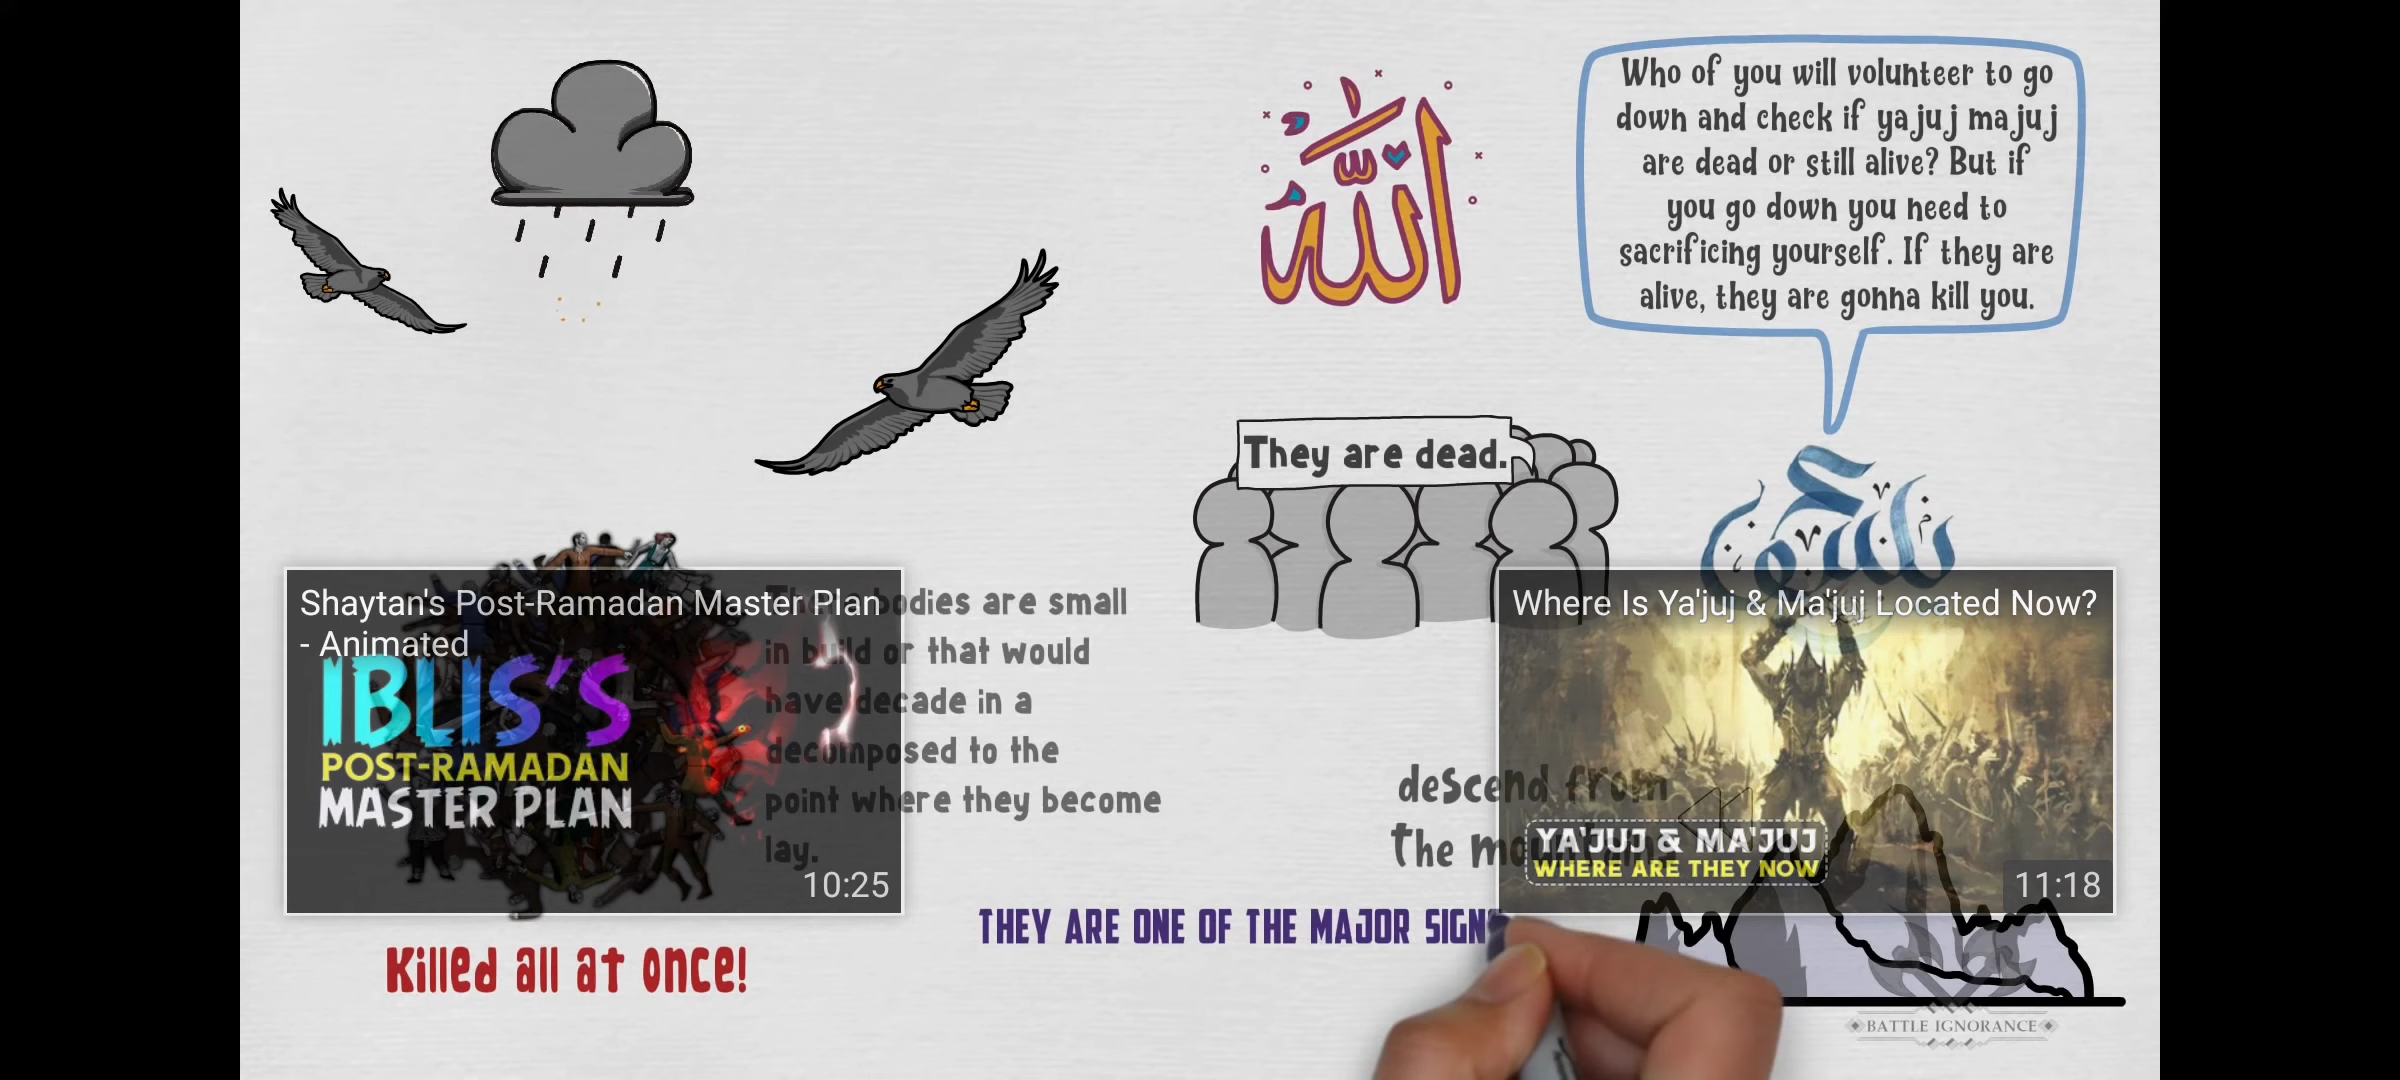 Who of you will volunteer to go
down and check if yajuj majuj
are dead or still alive? But if
you go down you need to
sacrificing yourself. If they are
alive, they are gonna kill you.
الله
They are dead.
bodies are small
in build or that would
have decade in a
decomposed to the
point where they become
lay.
Shaytan's Post-Ramadan Master Plan
- Animated
IBLIS'S
POST-RAMADAN
MASTER PLAN
10:25
Where Is Ya'juj & Ma'juj Located Now?
YA'JUJ & MA'JUJ
WHERE ARE THEY NOW
11:18
descend from
the
THEY ARE ONE OF THE MAJOR SIGNS
Killed all at once!
BATTLE IGNORANCE